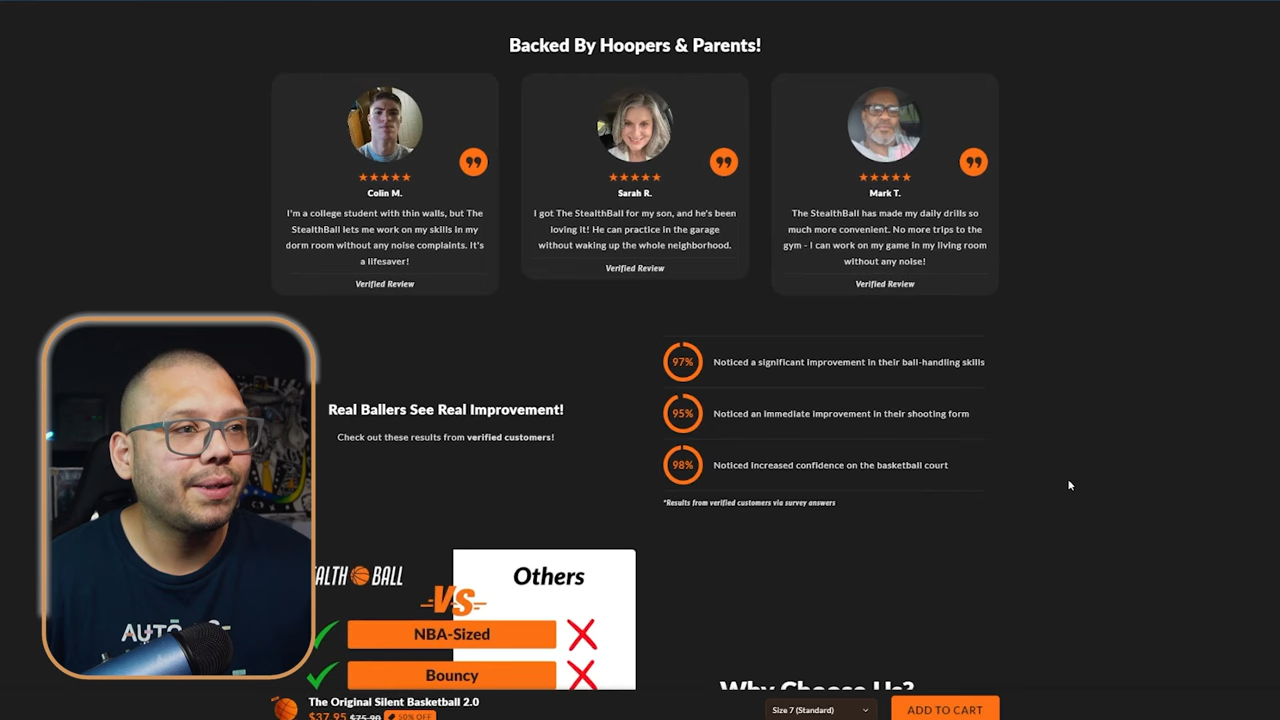 Backed By Hoopers & Parents!
★★★★★
Colin M.
I'm a college student with thin walls, but The
StealthBall lets me work on my skills in my
dorm room without any noise complaints. It's
a lifesaver!
Verified Review
★★★★★
Sarah R.
I got The StealthBall for my son, and he's been
loving it! He can practice in the garage
without waking up the whole neighborhood.
Verified Review
★★★★★
Mark T.
The StealthBall has made my daily drills so
much more convenient. No more trips to the
gym - I can work on my game in my living room
without any noise!
Verified Review
Real Ballers See Real Improvement!
Check out these results from verified customers!
97% Noticed a significant improvement in their ball-handling skills
95% Noticed an immediate improvement in their shooting form
98% Noticed increased confidence on the basketball court
*Results from verified customers via survey answers
ALTH BALL
VS
Others
NBA-Sized
Bouncy
Why Choose Us?
The Original Silent Basketball 2.0
$37.95 $75.90 50% OFF
Size 7 (Standard)
ADD TO CART